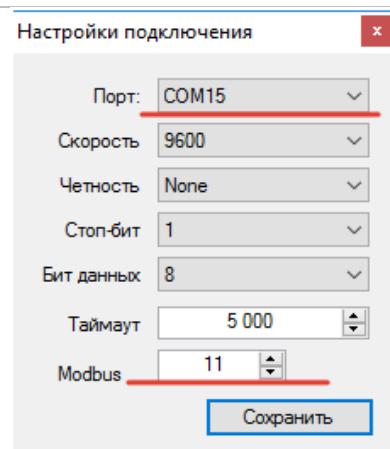 Настройки подключения x
Порт: COM15
Скорость 9600
Четность None
Стоп-бит 1
Бит данных 8
Таймаут 5 000
Modbus 11
Сохранить